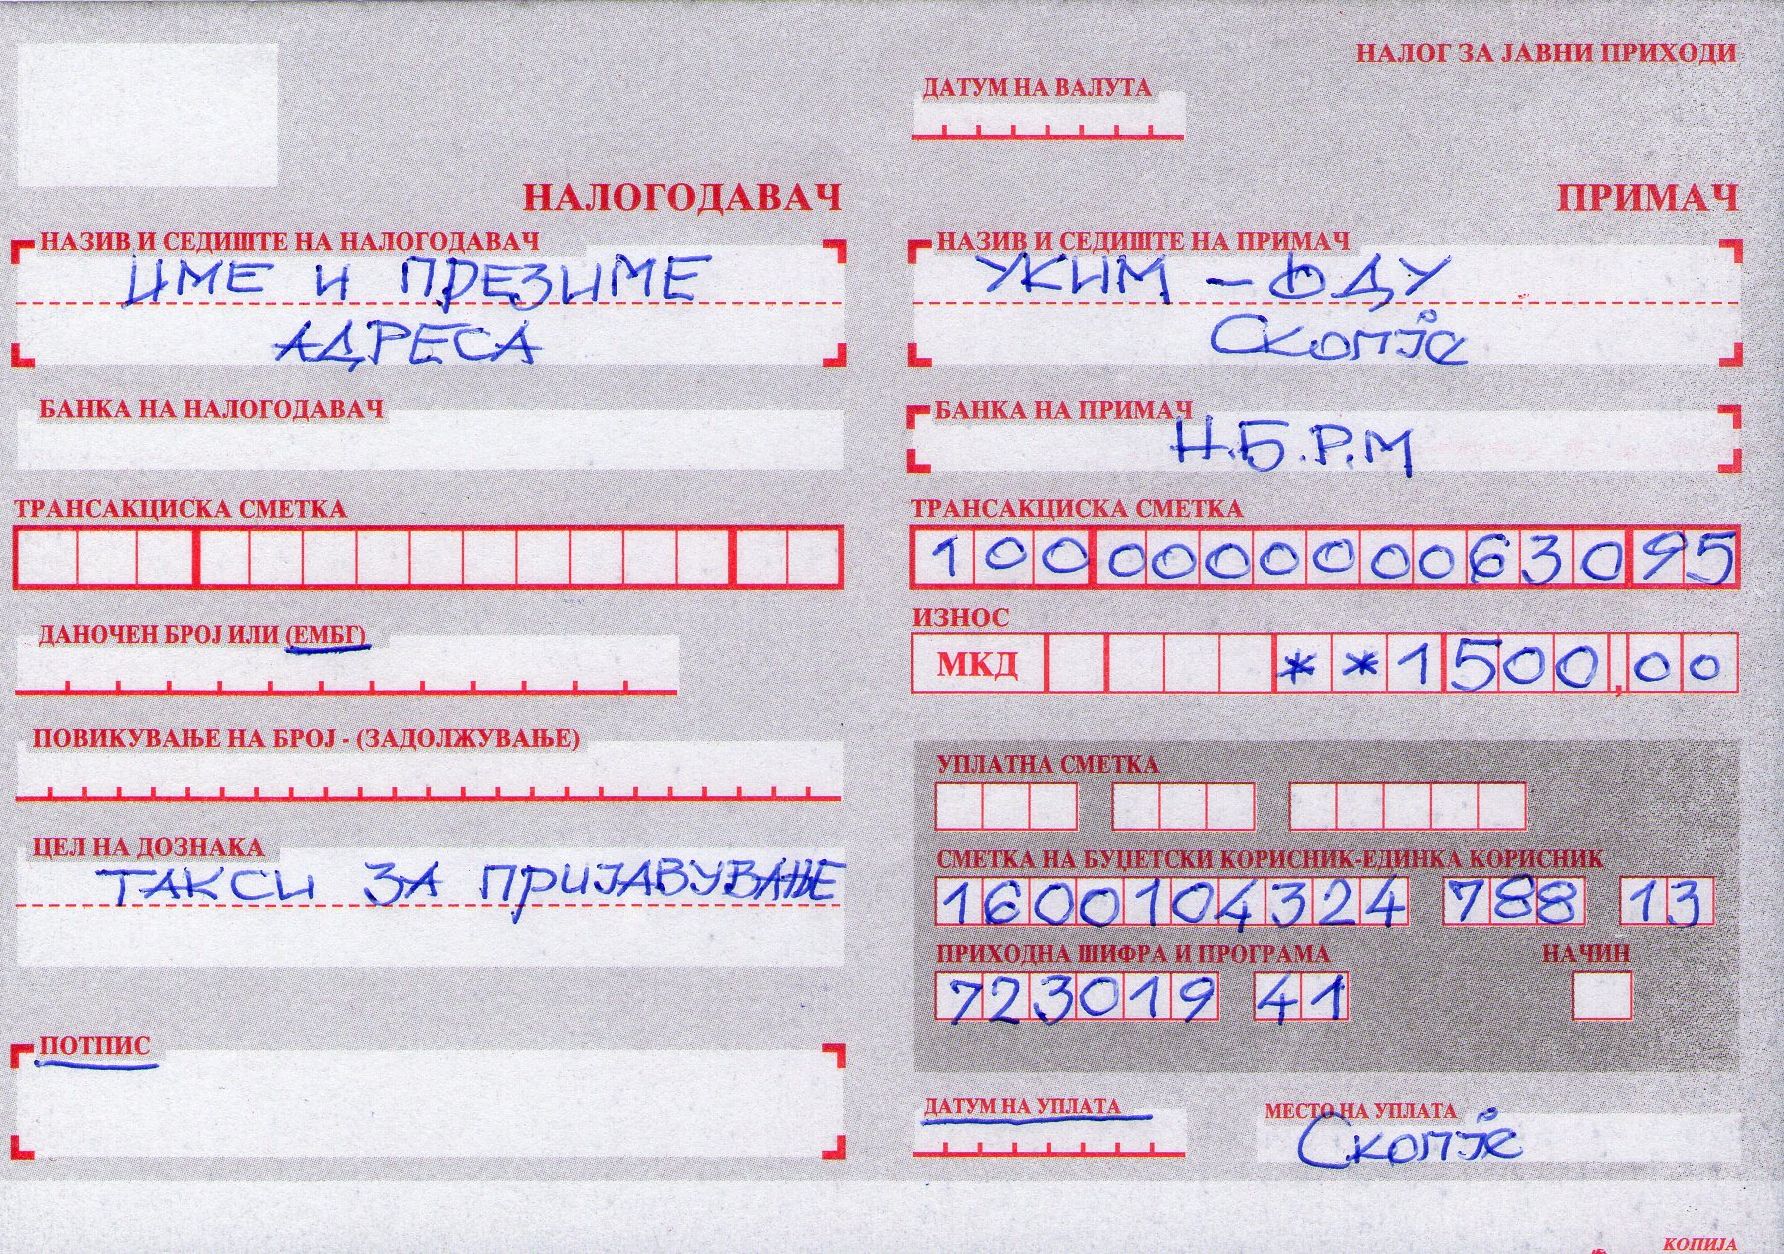 НАЛОГ ЗА ЈАВНИ ПРИХОДИ
ДАТУМ НА ВАЛУТА
НАЛОГОДАВАЧ
НАЗИВ И СЕДИШТЕ НА НАЛОГОДАВАЧ
ИМЕ И ПРЕЗИМЕ
АДРЕСА
БАНКА НА НАЛОГОДАВАЧ
ТРАНСАКЦИСКА СМЕТКА
ДАНОЧЕН БРОЈ ИЛИ (ЕМБГ)
ПОВИКУВАЊЕ НА БРОЈ - (ЗАДОЛЖУВАЊЕ)
ЦЕЛ НА ДОЗНАКА
ТАКСИ ЗА ПРИЈАВУВАЊЕ
ПОТПИС
ПРИМАЧ
НАЗИВ И СЕДИШТЕ НА ПРИМАЧ
УКИМ - ФДУ
Скопје
БАНКА НА ПРИМАЧ
Н.Б.Р.М
ТРАНСАКЦИСКА СМЕТКА
100 0000000630 95
ИЗНОС
МКД **1500,00
УПЛАТНА СМЕТКА
СМЕТКА НА БУЏЕТСКИ КОРИСНИК-ЕДИНКА КОРИСНИК
1600104324 788 13
ПРИХОДНА ШИФРА И ПРОГРАМА НАЧИН
723019 41
ДАТУМ НА УПЛАТА
МЕСТО НА УПЛАТА
Скопје
КОПИЈА